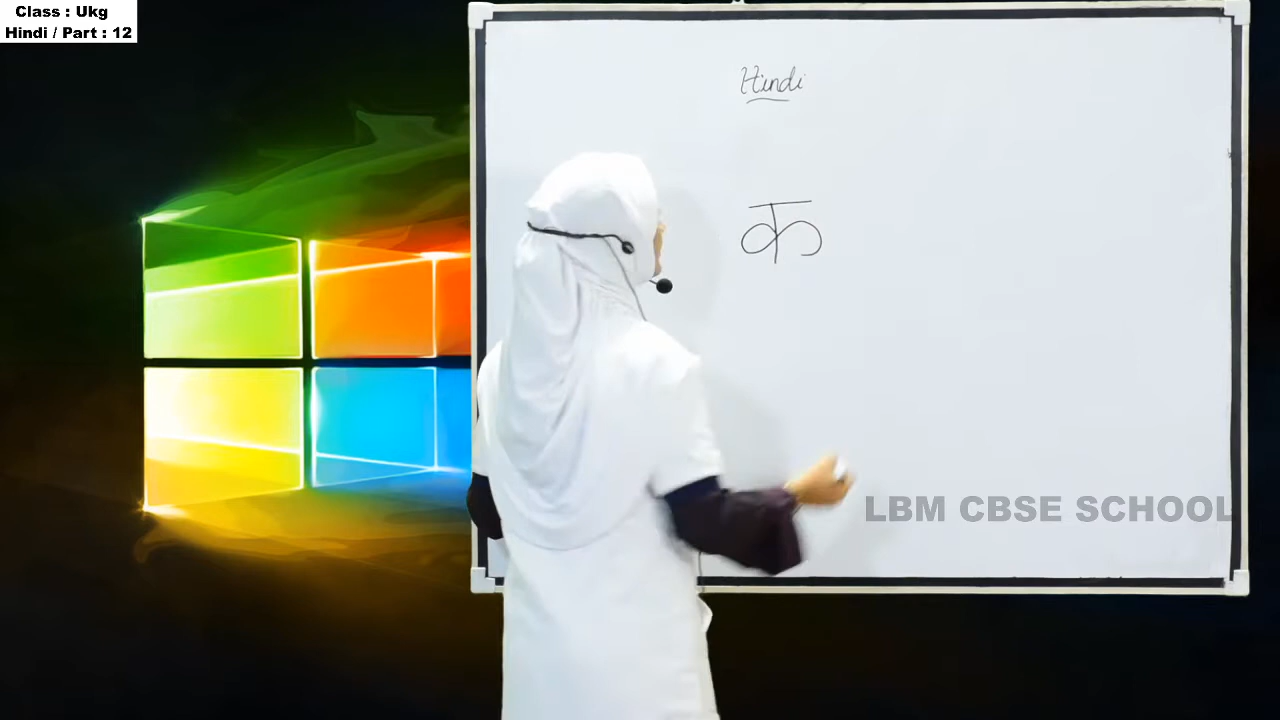 Class : Ukg
Hindi / Part : 12
Hindi
क
LBM CBSE SCHOOL